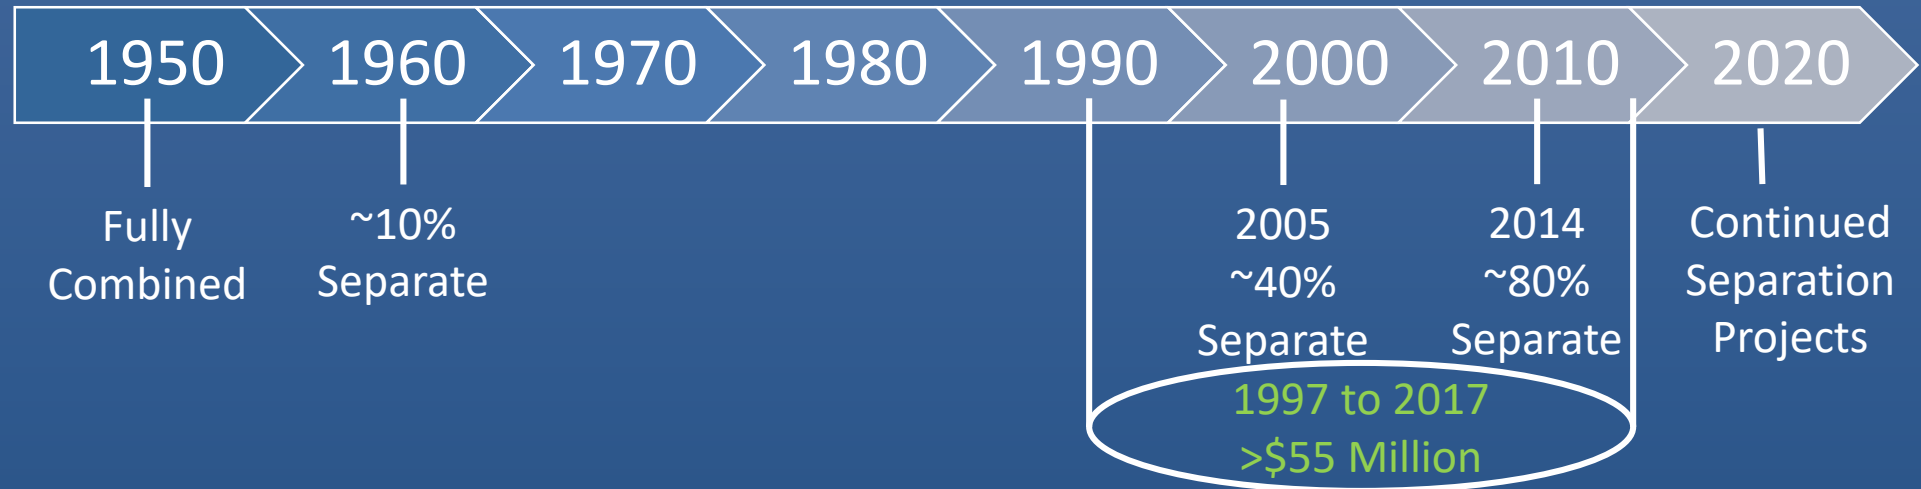 1950 1960 1970 1980 1990 2000 2010 2020
Fully
Combined
~10%
Separate
2005
~40%
Separate
2014
~80%
Separate
Continued
Separation
Projects
1997 to 2017
>$55 Million